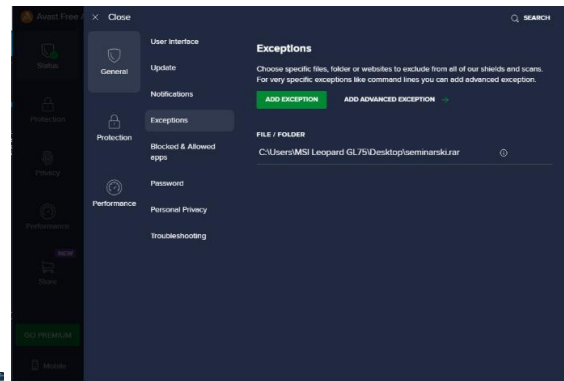 Avast Free
Close
SEARCH
Status
Protection
Privacy
Performance
NEW
Share
GO PREMIUM
Mobile
General
Protection
Performance
User Interface
Update
Notifications
Exceptions
Blocked & Allowed
apps
Password
Personal Privacy
Troubleshooting
Exceptions
Choose specific files, folder or websites to exclude from all of our shields and scans.
For very specific exceptions like command lines you can add advanced exception.
ADD EXCEPTION
ADD ADVANCED EXCEPTION →
FILE / FOLDER
C:\Users\MSI Leopard GL75\Desktop\seminarski.rar